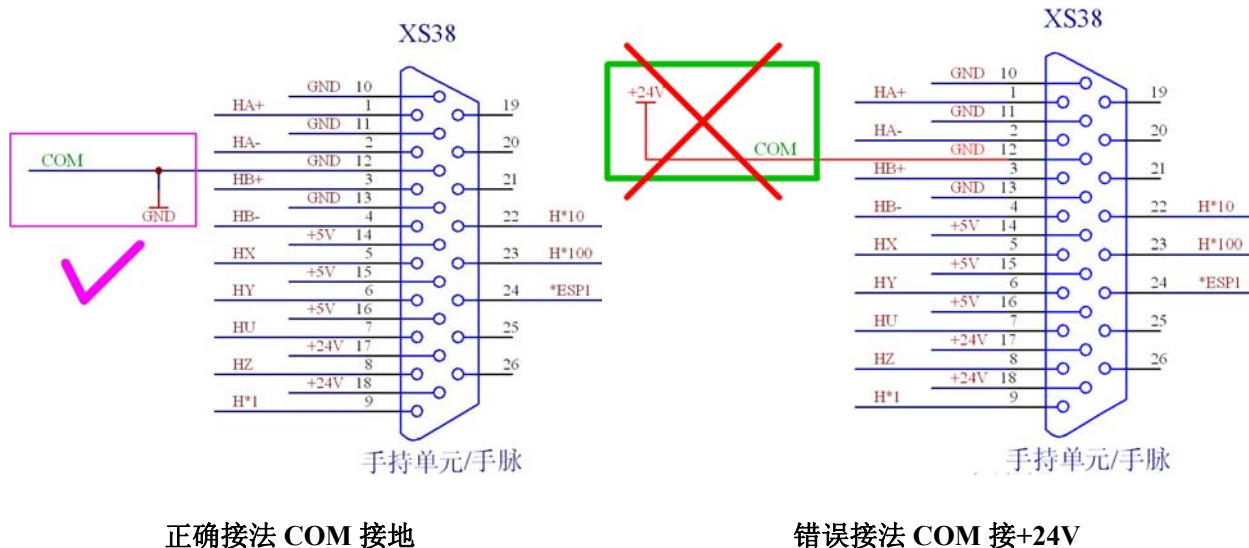 XS38
GND 10
HA+ 1
19
GND 11
HA- 2
20
COM
GND 12
HB+ 3
21
GND
GND 13
HB- 4
22 H*10
+5V 14
HX 5
23 H*100
+5V 15
HY 6
24 *ESP1
+5V 16
HU 7
25
+24V 17
HZ 8
26
+24V 18
H*1 9
手持单元/手脉
正确接法 COM 接地
XS38
+24V
GND 10
HA+ 1
19
GND 11
HA- 2
20
COM
GND 12
HB+ 3
21
GND 13
HB- 4
22 H*10
+5V 14
HX 5
23 H*100
+5V 15
HY 6
24 *ESP1
+5V 16
HU 7
25
+24V 17
HZ 8
26
+24V 18
H*1 9
手持单元/手脉
错误接法 COM 接+24V